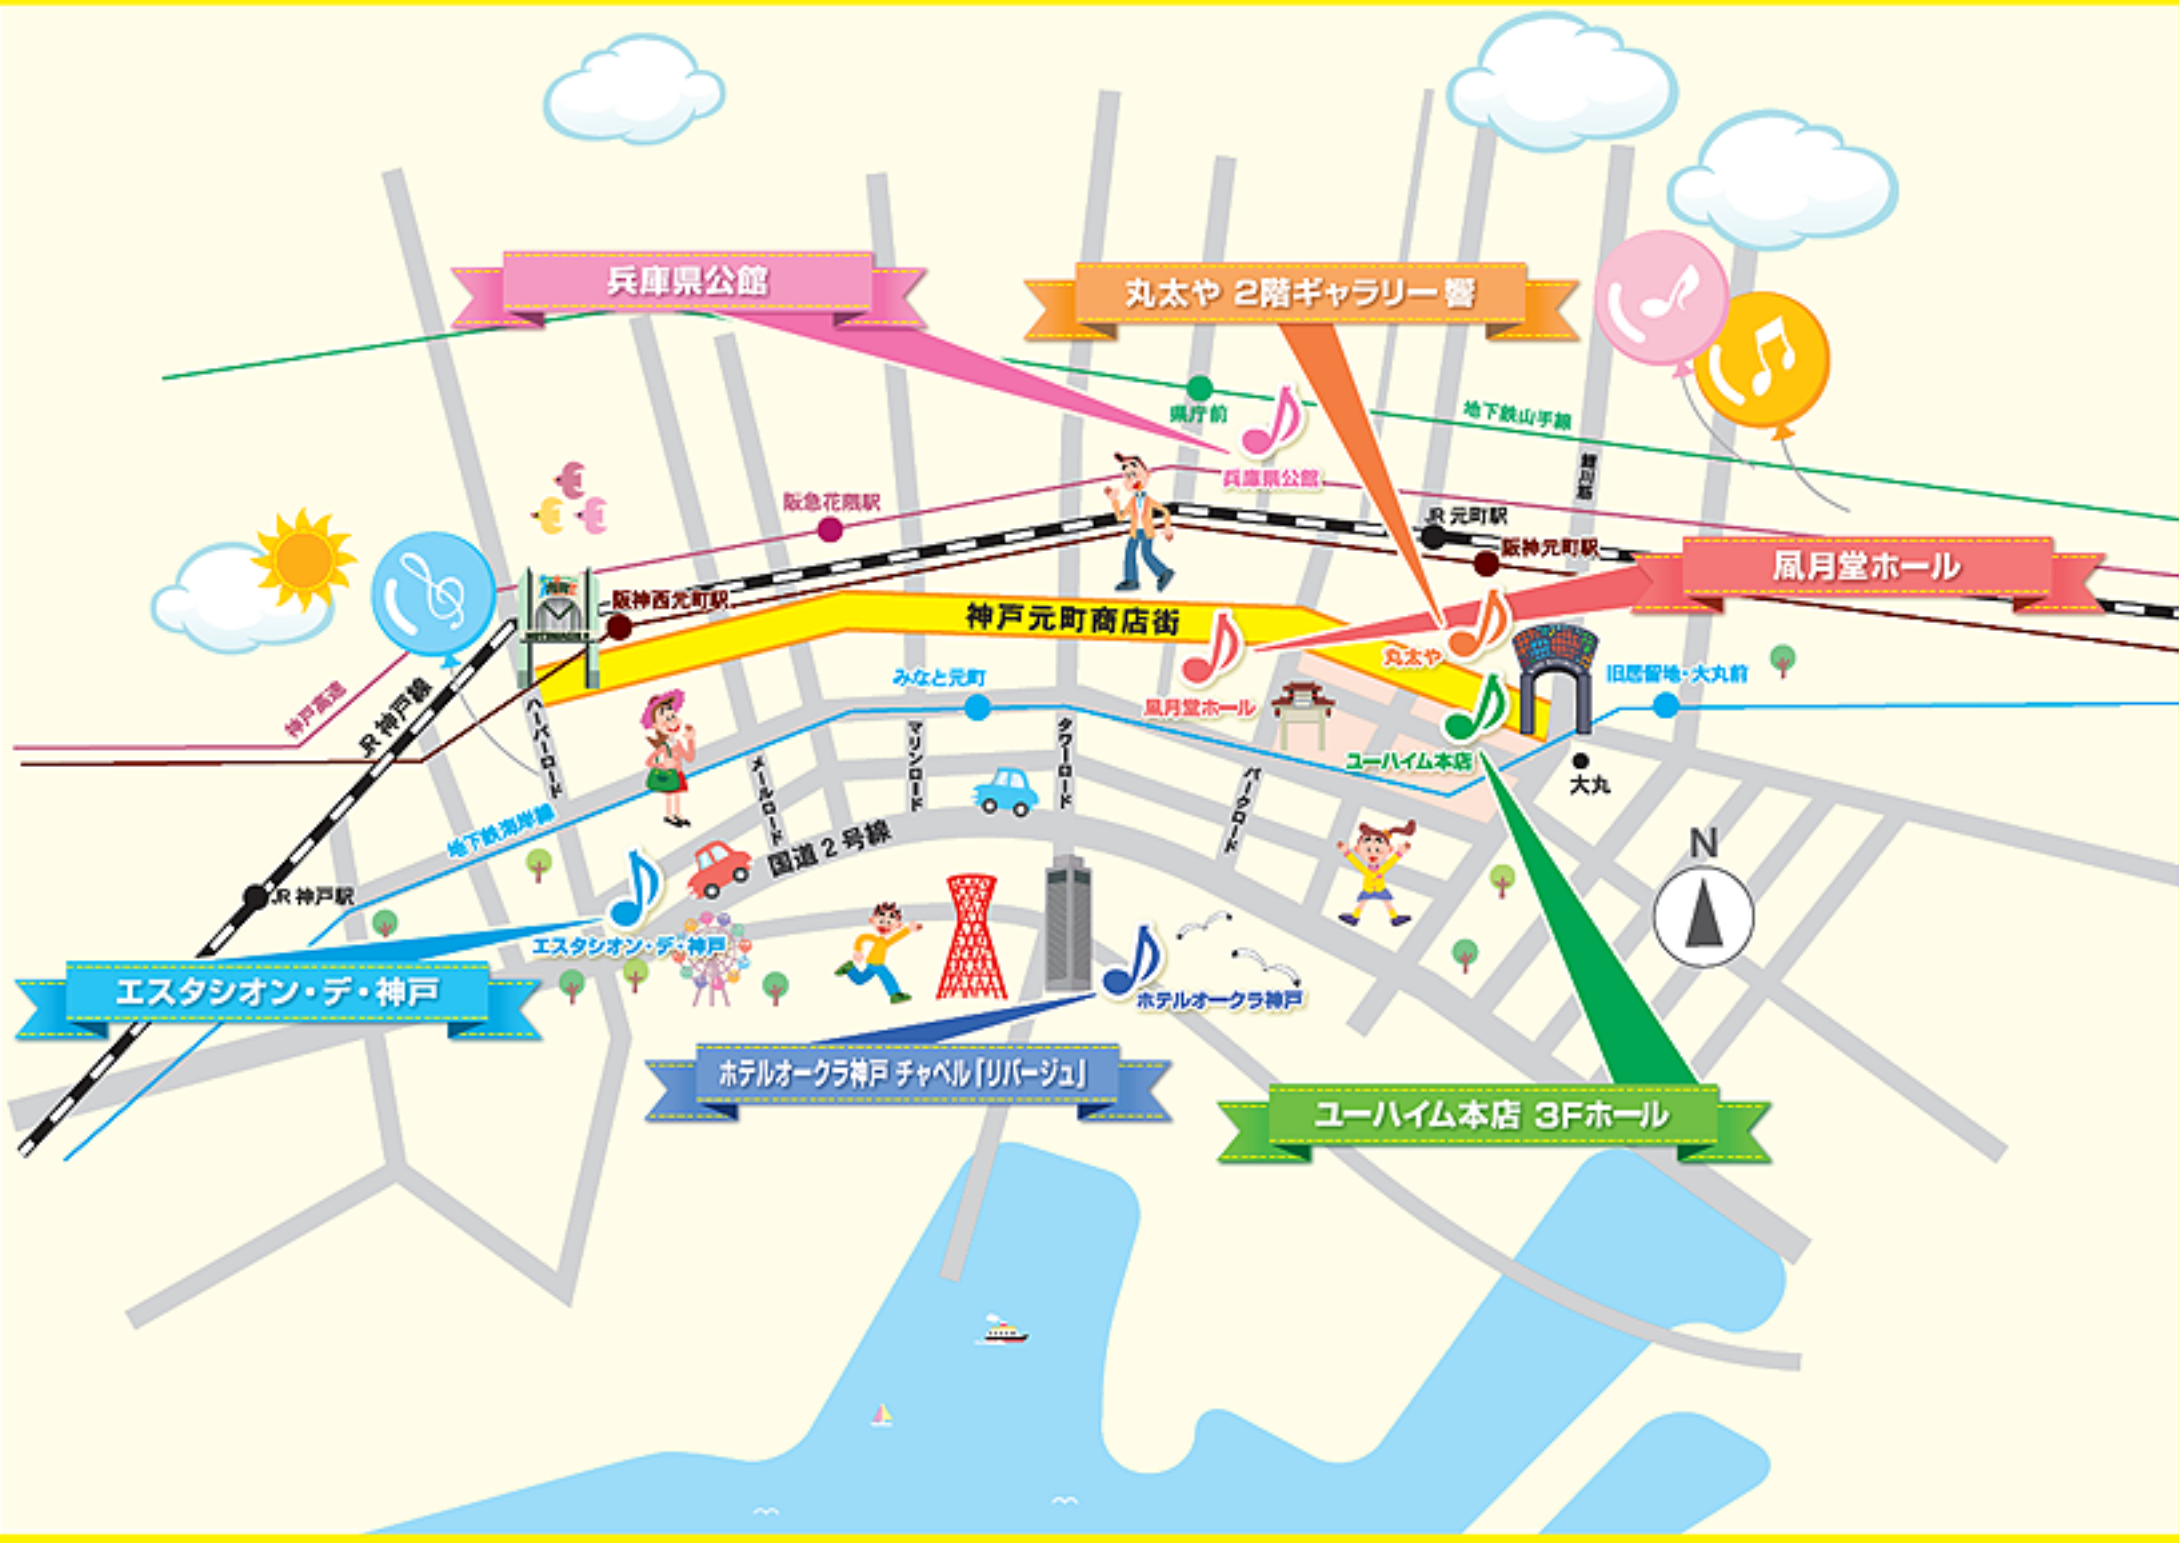 兵庫県公館
丸太や 2階ギャラリー 響
県庁前
地下鉄山手線
兵庫県公館
鯉川筋
阪急花隈駅
JR 元町駅
阪神元町駅
凮月堂ホール
阪神西元町駅
神戸元町商店街
丸太や
みなと元町
旧居留地・大丸前
凮月堂ホール
神戸高速
JR 神戸線
ハーバーロード
メールロード
マリンロード
タワーロード
パークロード
ユーハイム本店
大丸
地下鉄海岸線
国道2号線
N
JR 神戸駅
エスタシオン・デ・神戸
エスタシオン・デ・神戸
ホテルオークラ神戸
ホテルオークラ神戸 チャペル「リバージュ」
ユーハイム本店 3Fホール